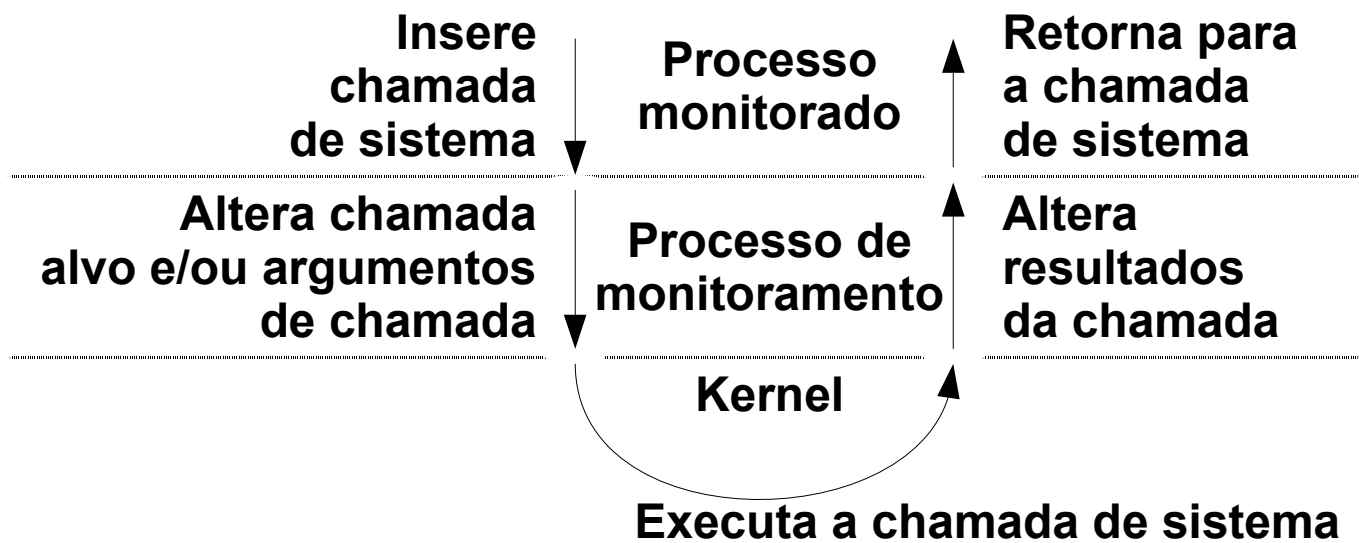 Insere
chamada
de sistema
Processo
monitorado
Retorna para
a chamada
de sistema
Altera chamada
alvo e/ou argumentos
de chamada
Processo de
monitoramento
Altera
resultados
da chamada
Kernel
Executa a chamada de sistema